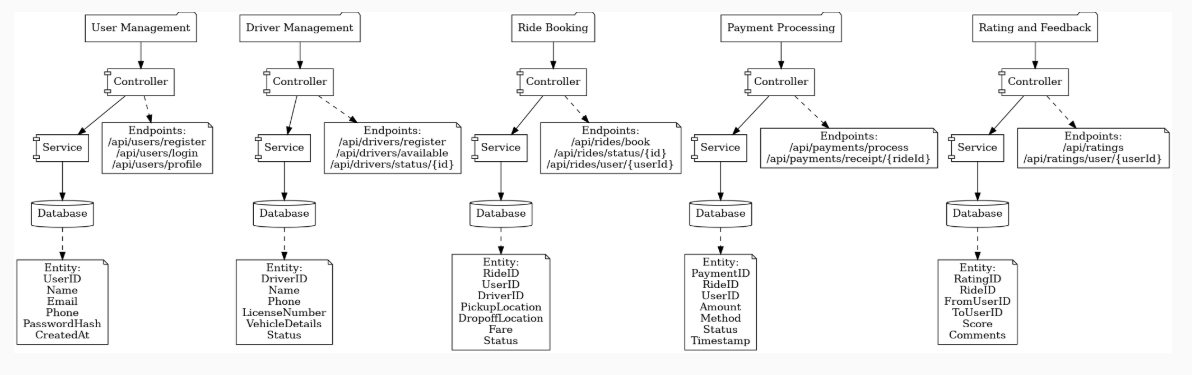 User Management
Controller
Service
Endpoints:
/api/users/register
/api/users/login
/api/users/profile
Database
Entity:
UserID
Name
Email
Phone
PasswordHash
CreatedAt
Driver Management
Controller
Service
Endpoints:
/api/drivers/register
/api/drivers/available
/api/drivers/status/{id}
Database
Entity:
DriverID
Name
Phone
LicenseNumber
VehicleDetails
Status
Ride Booking
Controller
Service
Endpoints:
/api/rides/book
/api/rides/status/{id}
/api/rides/user/{userId}
Database
Entity:
RideID
UserID
DriverID
PickupLocation
DropoffLocation
Fare
Status
Payment Processing
Controller
Service
Endpoints:
/api/payments/process
/api/payments/receipt/{rideId}
Database
Entity:
PaymentID
RideID
UserID
Amount
Method
Status
Timestamp
Rating and Feedback
Controller
Service
Endpoints:
/api/ratings
/api/ratings/user/{userId}
Database
Entity:
RatingID
RideID
FromUserID
ToUserID
Score
Comments